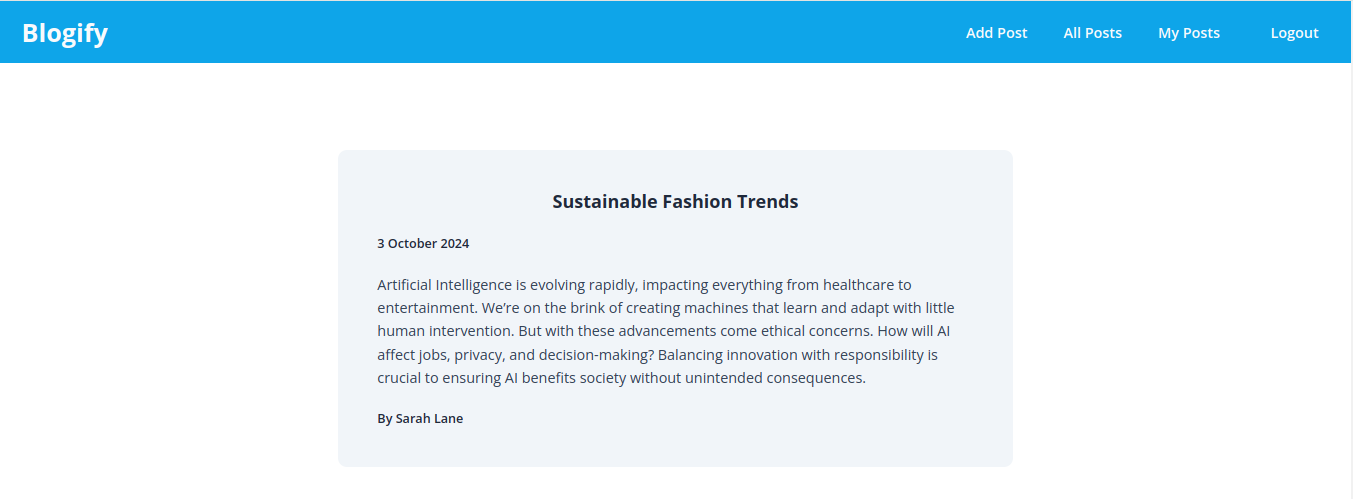 Blogify
Add Post All Posts My Posts Logout
Sustainable Fashion Trends
3 October 2024
Artificial Intelligence is evolving rapidly, impacting everything from healthcare to
entertainment. We’re on the brink of creating machines that learn and adapt with little
human intervention. But with these advancements come ethical concerns. How will AI
affect jobs, privacy, and decision-making? Balancing innovation with responsibility is
crucial to ensuring AI benefits society without unintended consequences.
By Sarah Lane